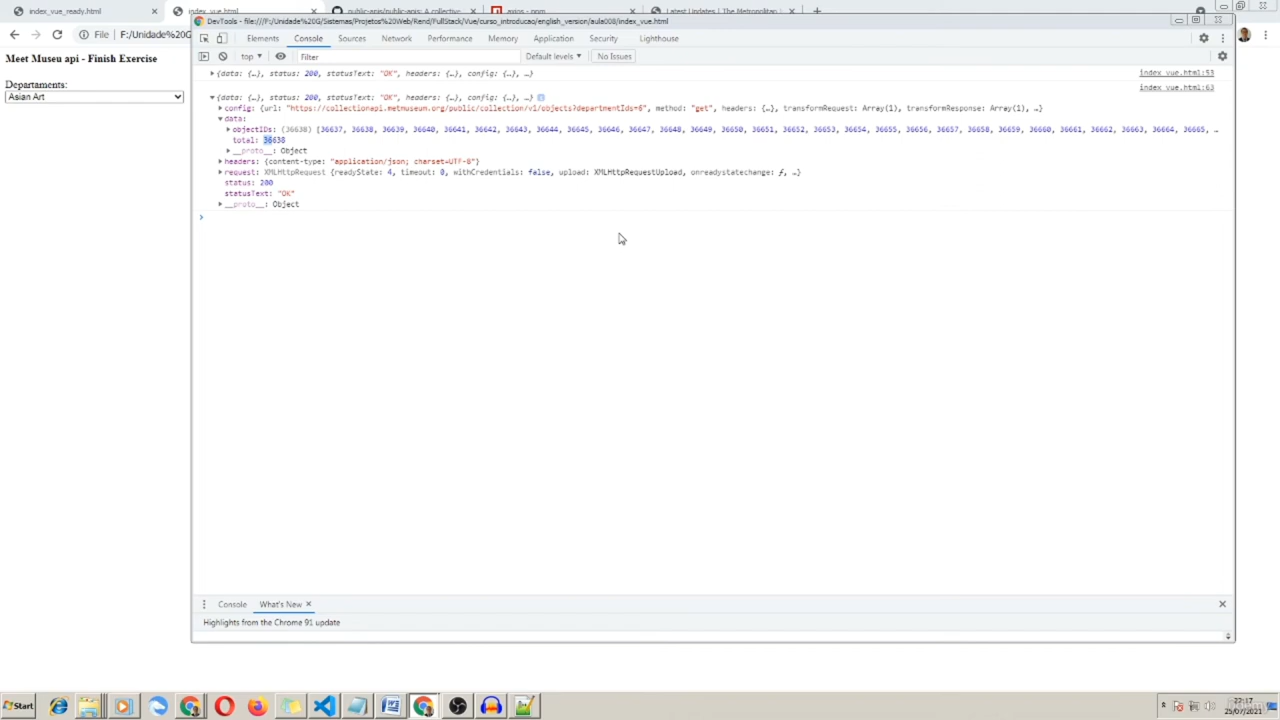 index_vue_ready.html
index_vue.html
public-apis/public-apis: A collective
axios - npm
Latest Updates | The Metropolitan
DevTools - file:///F:/Unidade%20G/Sistemas/Projetos%20Web/Rend/FullStack/Vue/curso_introducao/english_version/aula008/index_vue.html
File | F:/Unidade%20G
Elements Console Sources Network Performance Memory Application Security Lighthouse
top Filter Default levels No Issues
Meet Museu api - Finish Exercise
Departaments:
Asian Art
{data: {…}, status: 200, statusText: "OK", headers: {…}, config: {…}, …} index_vue.html:53
index_vue.html:63
{data: {…}, status: 200, statusText: "OK", headers: {…}, config: {…}, …}
config: {url: "https://collectionapi.metmuseum.org/public/collection/v1/objects?departmentIds=6", method: "get", headers: {…}, transformRequest: Array(1), transformResponse: Array(1), …}
data:
objectIDs: (36638) [36637, 36638, 36639, 36640, 36641, 36642, 36643, 36644, 36645, 36646, 36647, 36648, 36649, 36650, 36651, 36652, 36653, 36654, 36655, 36656, 36657, 36658, 36659, 36660, 36661, 36662, 36663, 36664, 36665, …
total: 36638
__proto__: Object
headers: {content-type: "application/json; charset=UTF-8"}
request: XMLHttpRequest {readyState: 4, timeout: 0, withCredentials: false, upload: XMLHttpRequestUpload, onreadystatechange: ƒ, …}
status: 200
statusText: "OK"
__proto__: Object
Console What's New
Highlights from the Chrome 91 update
Start
22:17
25/07/2021